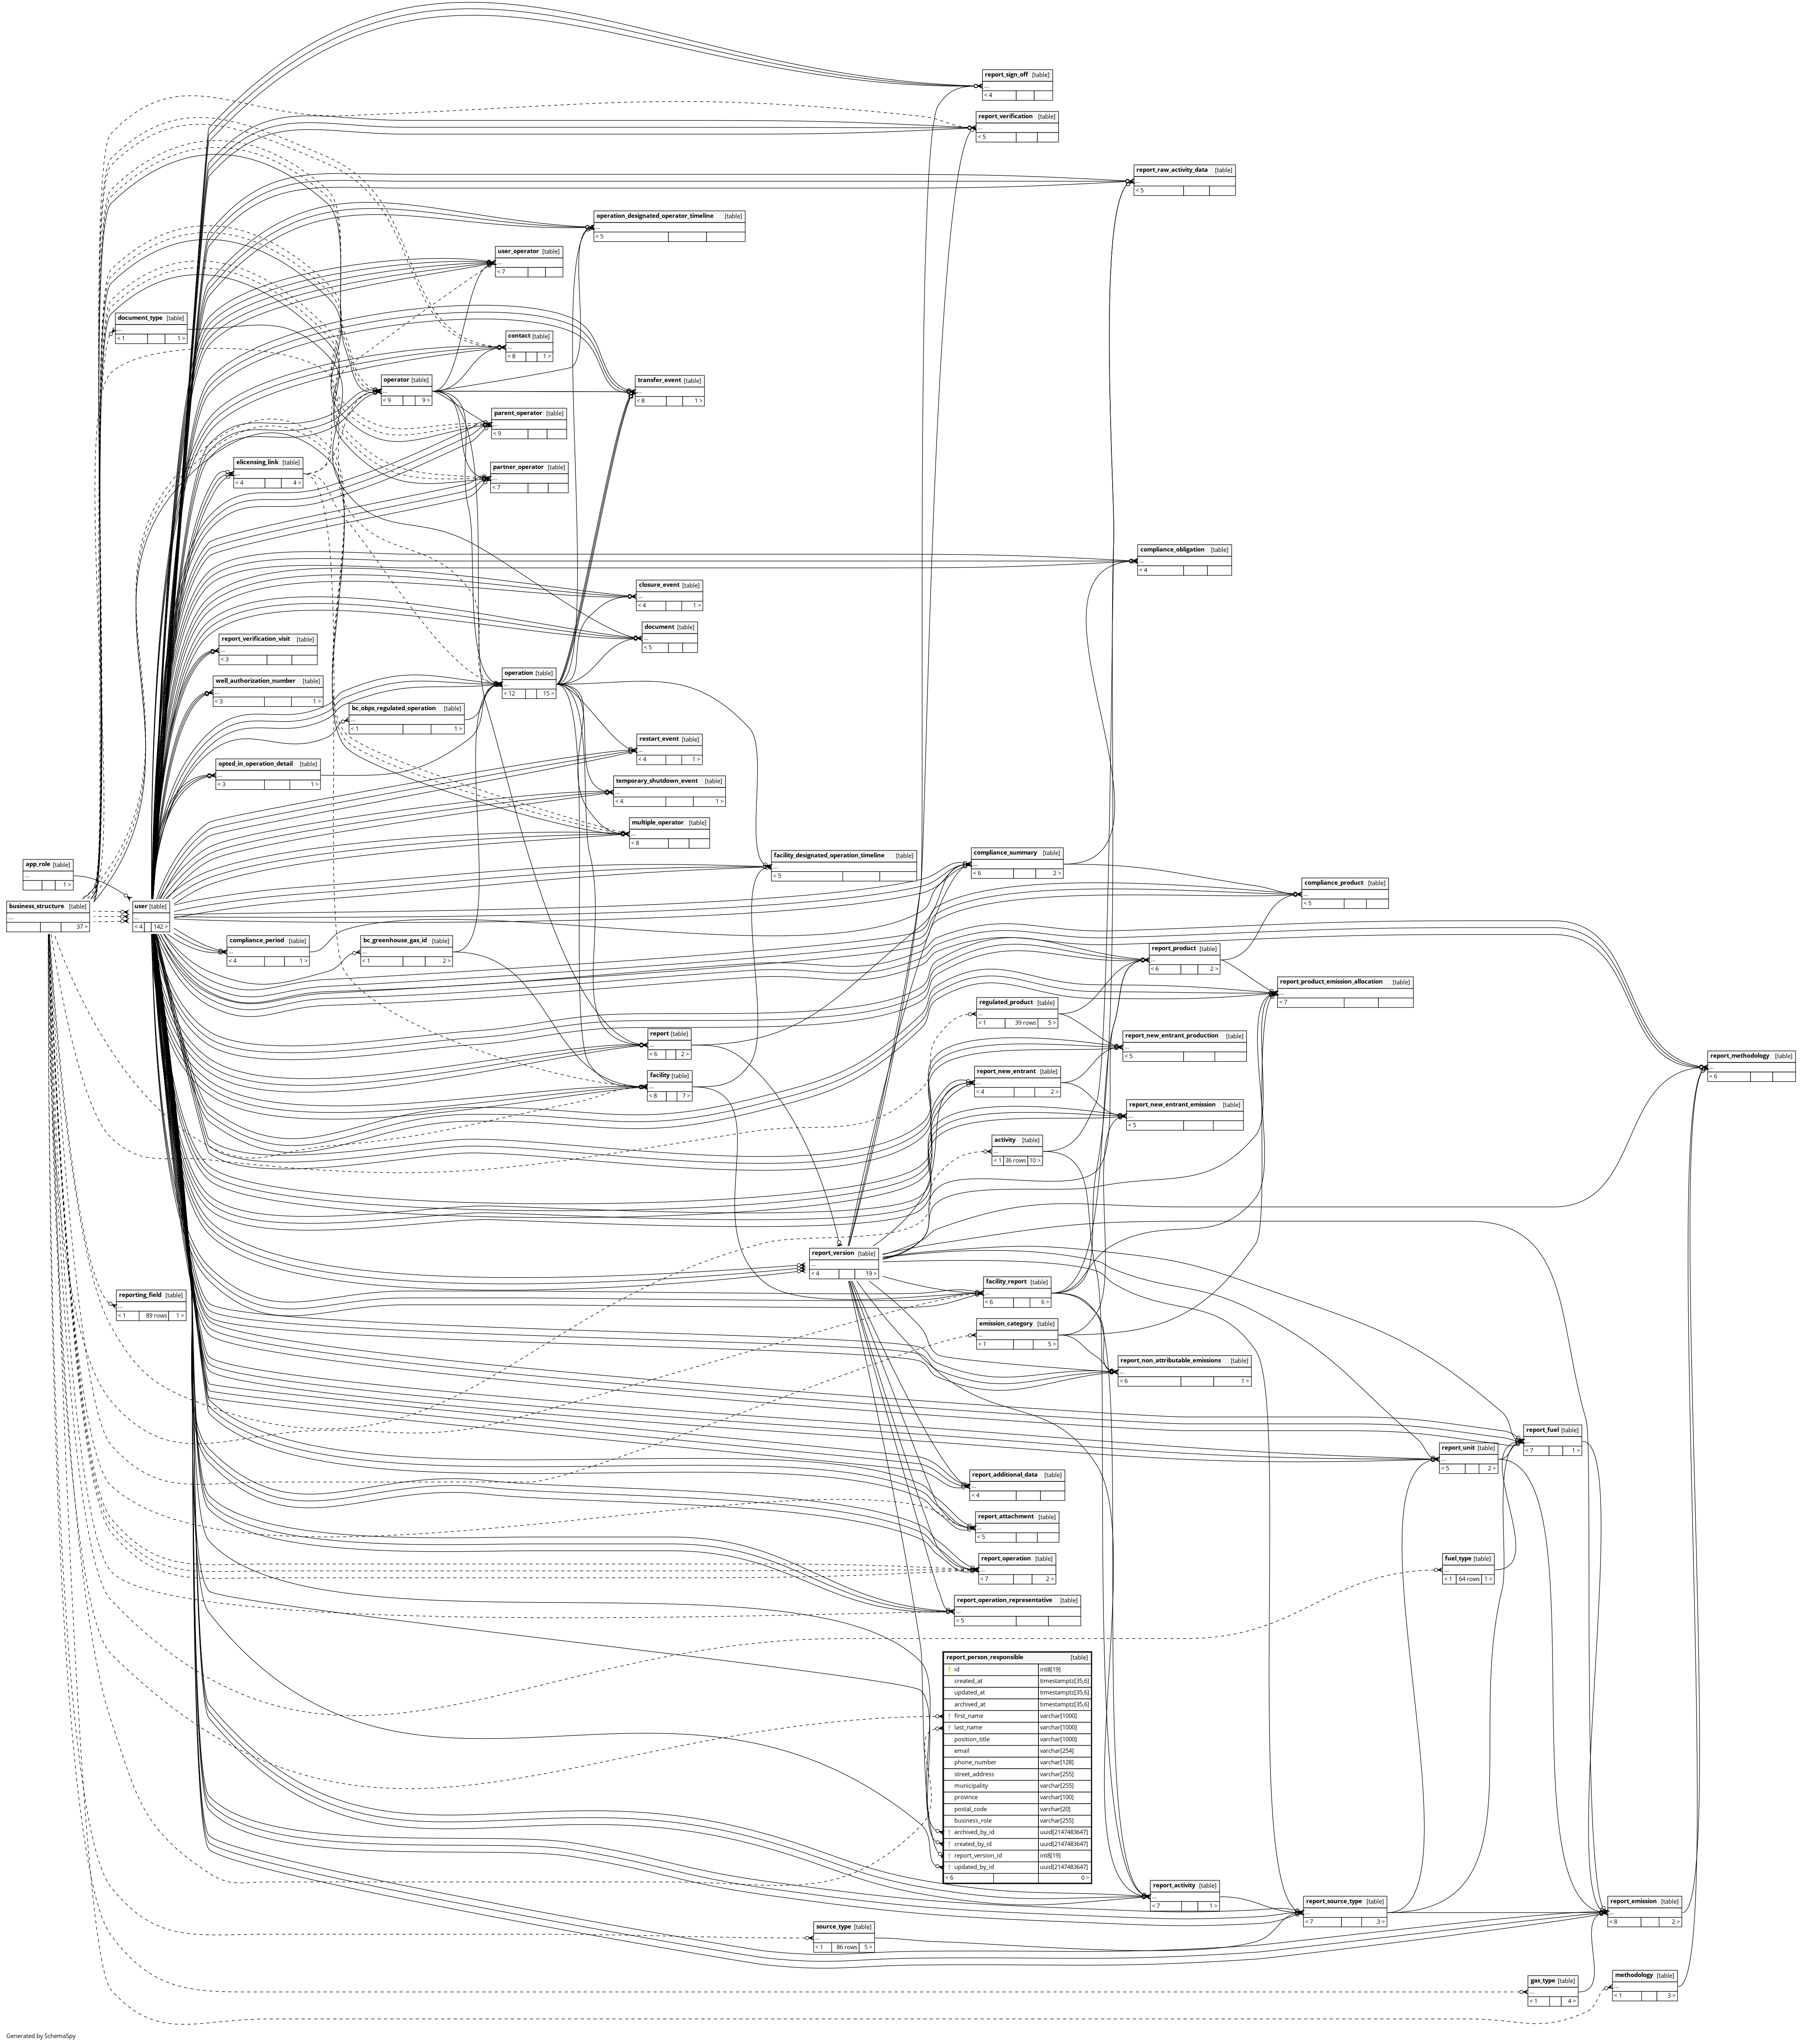 report_sign_off [table]
...
< 4
report_verification [table]
...
< 5
report_raw_activity_data [table]
...
< 5
operation_designated_operator_timeline [table]
...
< 5
user_operator [table]
...
< 7
document_type [table]
...
< 1 1 >
contact [table]
...
< 8 1 >
operator [table]
...
< 9 9 >
transfer_event [table]
...
< 8 1 >
parent_operator [table]
...
< 9
elicensing_link [table]
...
< 4 4 >
partner_operator [table]
...
< 7
compliance_obligation [table]
...
< 4
closure_event [table]
...
< 4 1 >
document [table]
...
< 5
report_verification_visit [table]
...
< 3
operation [table]
...
< 12 15 >
well_authorization_number [table]
...
< 3 1 >
bc_obps_regulated_operation [table]
...
< 1 1 >
restart_event [table]
...
< 4 1 >
opted_in_operation_detail [table]
...
< 3 1 >
temporary_shutdown_event [table]
...
< 4 1 >
multiple_operator [table]
...
< 8
facility_designated_operation_timeline [table]
...
< 5
compliance_summary [table]
...
< 6 2 >
app_role [table]
...
1 >
compliance_product [table]
...
< 5
business_structure [table]
...
37 >
user [table]
...
< 4 142 >
compliance_period [table]
...
< 4 1 >
bc_greenhouse_gas_id [table]
...
< 1 2 >
report_product [table]
...
< 6 2 >
report_product_emission_allocation [table]
...
< 7
regulated_product [table]
...
< 1 39 rows 5 >
report [table]
...
< 6 2 >
report_new_entrant_production [table]
...
< 5
report_methodology [table]
...
< 6
facility [table]
...
< 8 7 >
report_new_entrant [table]
...
< 4 2 >
report_new_entrant_emission [table]
...
< 5
activity [table]
...
< 1 36 rows 10 >
report_version [table]
...
< 4 19 >
facility_report [table]
...
< 6 6 >
reporting_field [table]
...
< 1 89 rows 1 >
emission_category [table]
...
< 1 5 >
report_non_attributable_emissions [table]
...
< 6 1 >
report_fuel [table]
...
< 7 1 >
report_unit [table]
...
< 5 2 >
report_additional_data [table]
...
< 4
report_attachment [table]
...
< 5
report_operation [table]
...
< 7 2 >
fuel_type [table]
...
< 1 64 rows 1 >
report_operation_representative [table]
...
< 5
report_person_responsible [table]
id int8[19]
created_at timestamptz[35,6]
updated_at timestamptz[35,6]
archived_at timestamptz[35,6]
first_name varchar[1000]
last_name varchar[1000]
position_title varchar[1000]
email varchar[254]
phone_number varchar[128]
street_address varchar[255]
municipality varchar[255]
province varchar[100]
postal_code varchar[20]
business_role varchar[255]
archived_by_id uuid[2147483647]
created_by_id uuid[2147483647]
report_version_id int8[19]
updated_by_id uuid[2147483647]
< 6 0 >
report_activity [table]
...
< 7 1 >
report_source_type [table]
...
< 7 3 >
report_emission [table]
...
< 8 2 >
source_type [table]
...
< 1 86 rows 5 >
gas_type [table]
...
< 1 4 >
methodology [table]
...
< 1 3 >
Generated by SchemaSpy